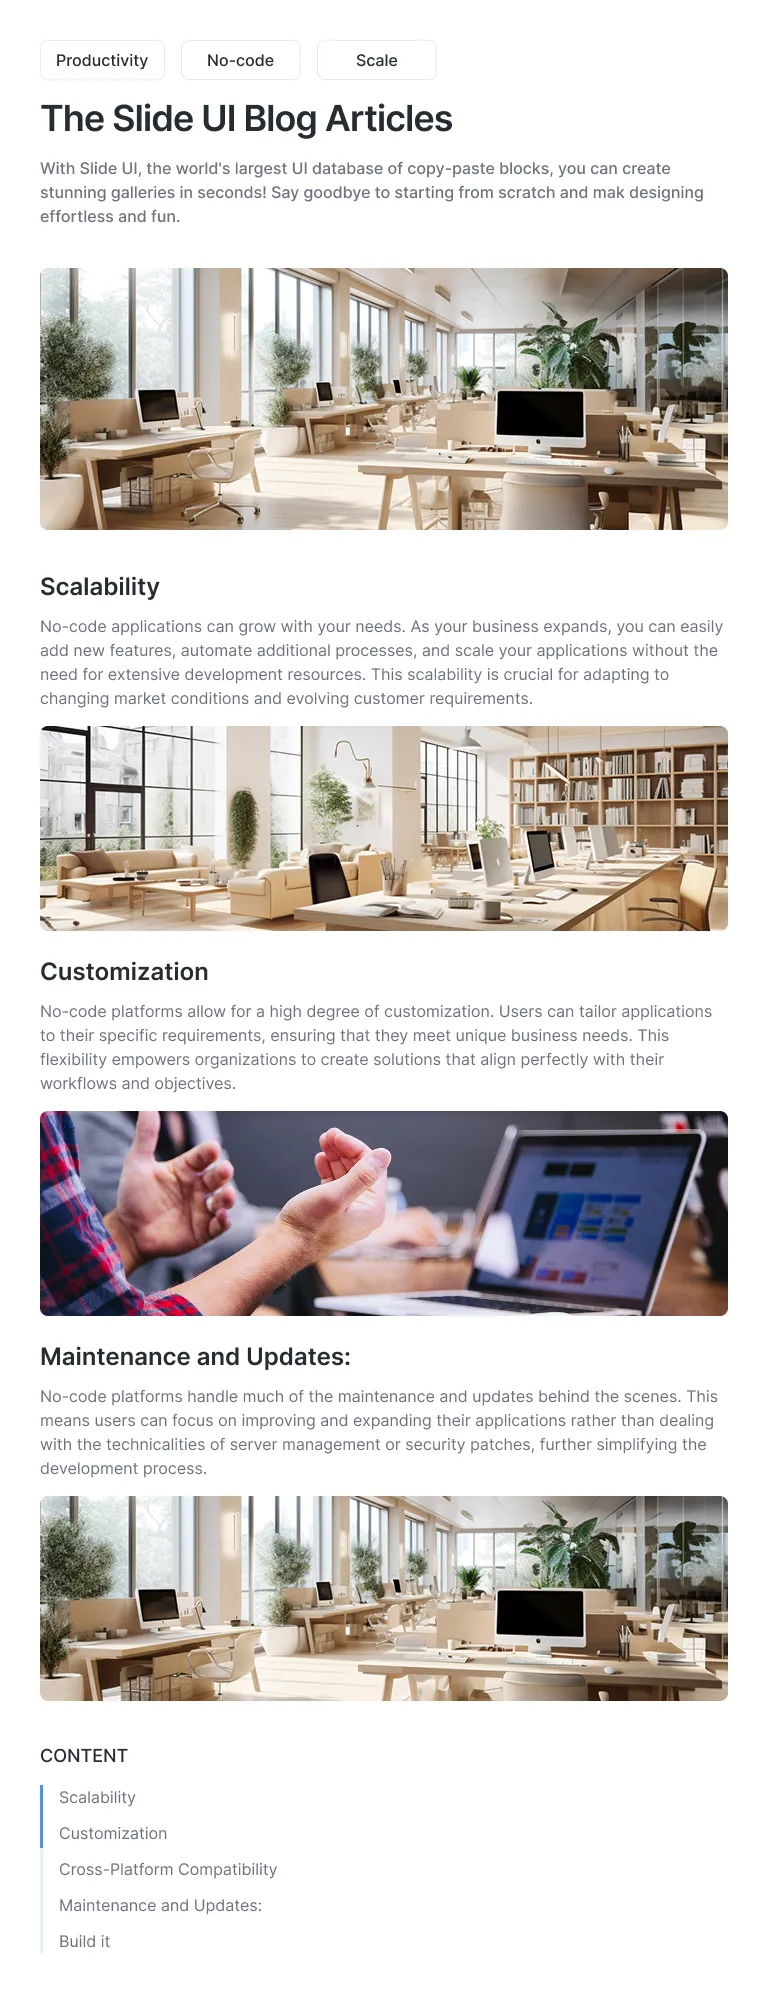 Productivity
No-code
Scale
The Slide UI Blog Articles
With Slide UI, the world's largest UI database of copy-paste blocks, you can create
stunning galleries in seconds! Say goodbye to starting from scratch and mak designing
effortless and fun.
Scalability
No-code applications can grow with your needs. As your business expands, you can easily
add new features, automate additional processes, and scale your applications without the
need for extensive development resources. This scalability is crucial for adapting to
changing market conditions and evolving customer requirements.
Customization
No-code platforms allow for a high degree of customization. Users can tailor applications
to their specific requirements, ensuring that they meet unique business needs. This
flexibility empowers organizations to create solutions that align perfectly with their
workflows and objectives.
Maintenance and Updates:
No-code platforms handle much of the maintenance and updates behind the scenes. This
means users can focus on improving and expanding their applications rather than dealing
with the technicalities of server management or security patches, further simplifying the
development process.
CONTENT
Scalability
Customization
Cross-Platform Compatibility
Maintenance and Updates:
Build it